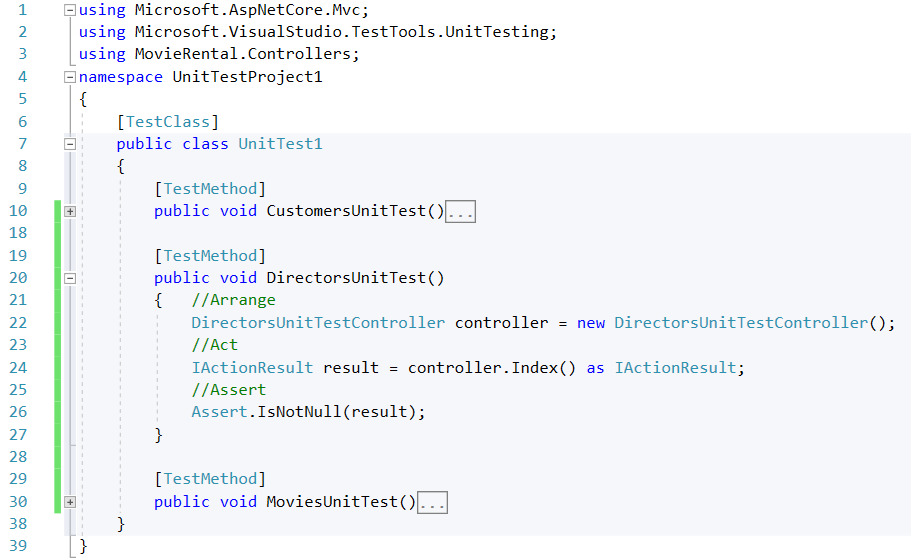 1 using Microsoft.AspNetCore.Mvc;
2 using Microsoft.VisualStudio.TestTools.UnitTesting;
3 using MovieRental.Controllers;
4 namespace UnitTestProject1
5 {
6 [TestClass]
7 public class UnitTest1
8 {
9 [TestMethod]
10 public void CustomersUnitTest()...
18
19 [TestMethod]
20 public void DirectorsUnitTest()
21 { //Arrange
22 DirectorsUnitTestController controller = new DirectorsUnitTestController();
23 //Act
24 IActionResult result = controller.Index() as IActionResult;
25 //Assert
26 Assert.IsNotNull(result);
27 }
28
29 [TestMethod]
30 public void MoviesUnitTest()...
38 }
39 }